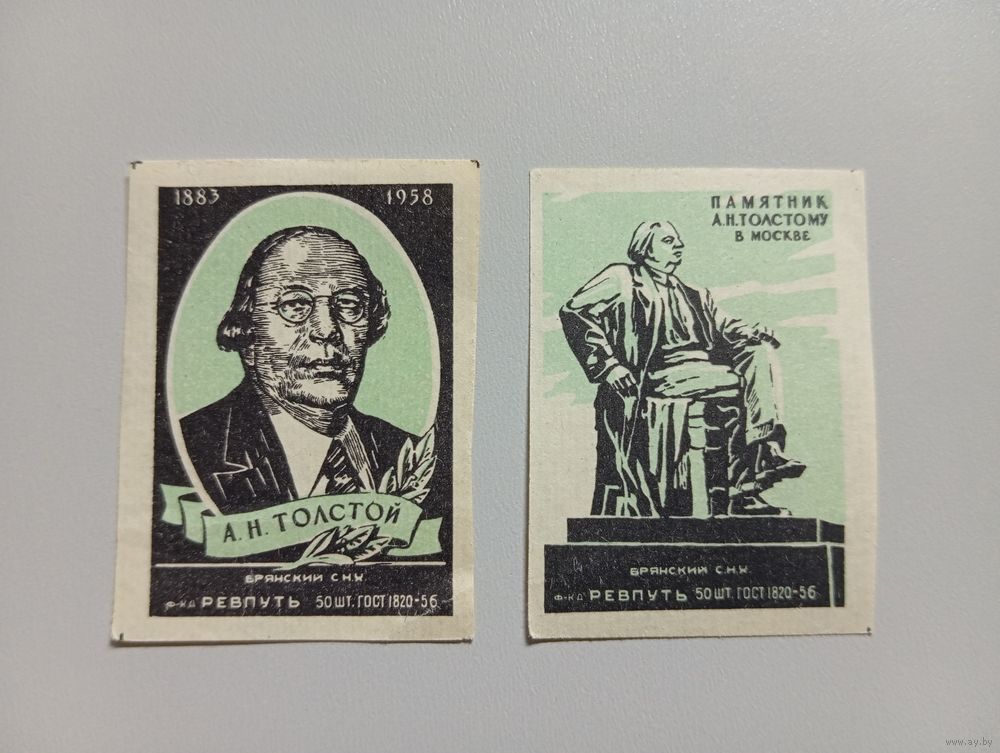 1883 1958
А. Н. ТОЛСТОЙ
БРЯНСКИЙ С.Н.Х.
Ф-КА РЕВПУТЬ 50 ШТ. ГОСТ 1820-56
ПАМЯТНИК
А.Н.ТОЛСТОМУ
В МОСКВЕ
БРЯНСКИЙ С.Н.Х.
Ф-КА РЕВПУТЬ 50 ШТ. ГОСТ 1820-56
www.ay.by